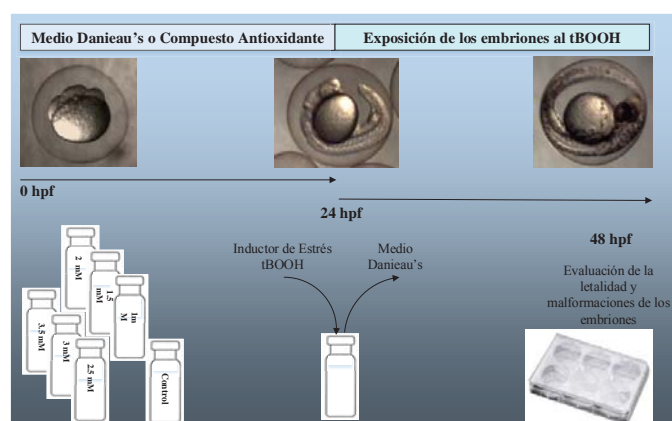 Medio Danieau's o Compuesto Antioxidante
Exposición de los embriones al tBOOH
0 hpf
24 hpf
48 hpf
Inductor de Estrés
tBOOH
Medio
Danieau's
Evaluación de la
letalidad y
malformaciones de los
embriones
2
mM
1.5
mM
1m
M
3.5 mM
3 mM
2.5 mM
Control